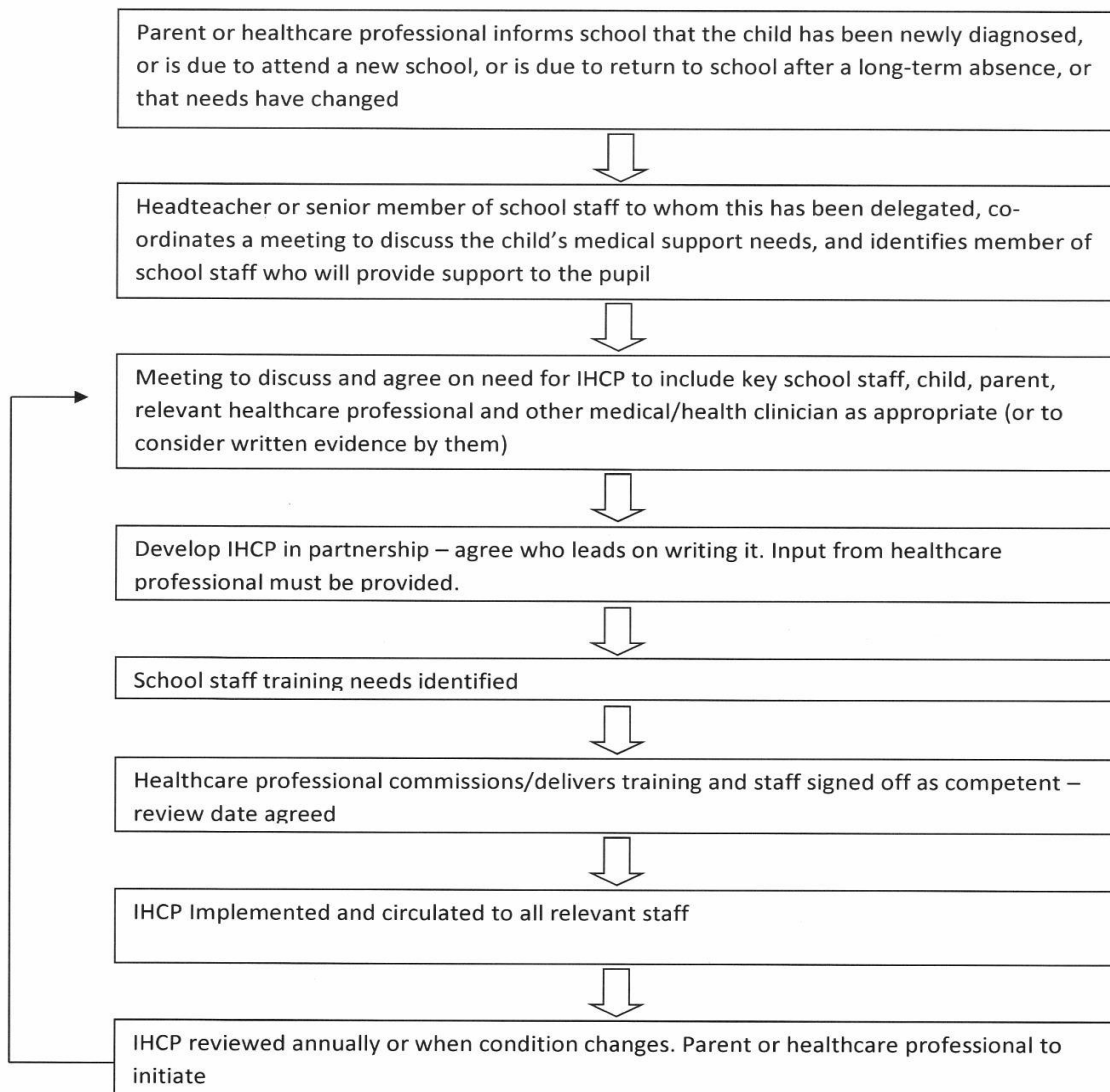 Parent or healthcare professional informs school that the child has been newly diagnosed,
or is due to attend a new school, or is due to return to school after a long-term absence, or
that needs have changed
Headteacher or senior member of school staff to whom this has been delegated, co-
ordinates a meeting to discuss the child's medical support needs, and identifies member of
school staff who will provide support to the pupil
Meeting to discuss and agree on need for IHCP to include key school staff, child, parent,
relevant healthcare professional and other medical/health clinician as appropriate (or to
consider written evidence by them)
Develop IHCP in partnership – agree who leads on writing it. Input from healthcare
professional must be provided.
School staff training needs identified
Healthcare professional commissions/delivers training and staff signed off as competent –
review date agreed
IHCP Implemented and circulated to all relevant staff
IHCP reviewed annually or when condition changes. Parent or healthcare professional to
initiate